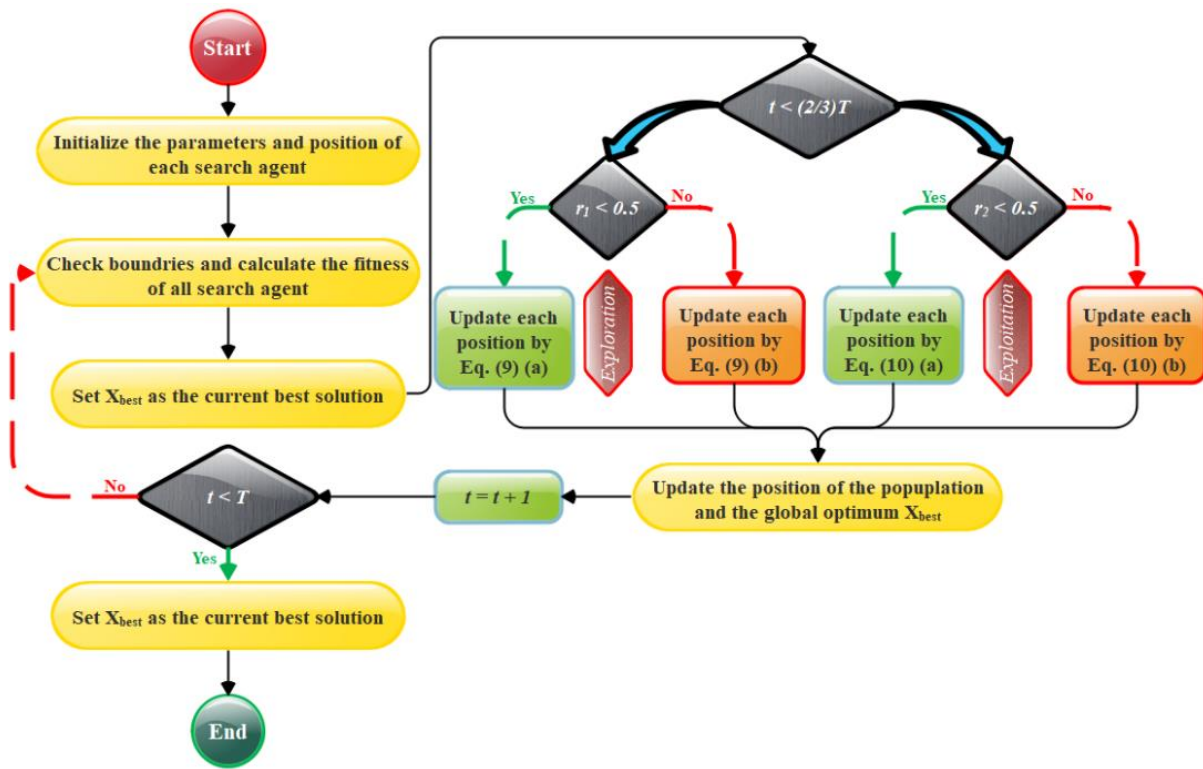 Start
Initialize the parameters and position of
each search agent
Check boundries and calculate the fitness
of all search agent
Set X_best as the current best solution
t < (2/3)T
Yes
r₁ < 0.5
No
Yes
r₂ < 0.5
No
Update each
position by
Eq. (9) (a)
Exploration
Update each
position by
Eq. (9) (b)
Update each
position by
Eq. (10) (a)
Exploitation
Update each
position by
Eq. (10) (b)
Update the position of the popuplation
and the global optimum X_best
t = t + 1
t < T
No
Yes
Set X_best as the current best solution
End